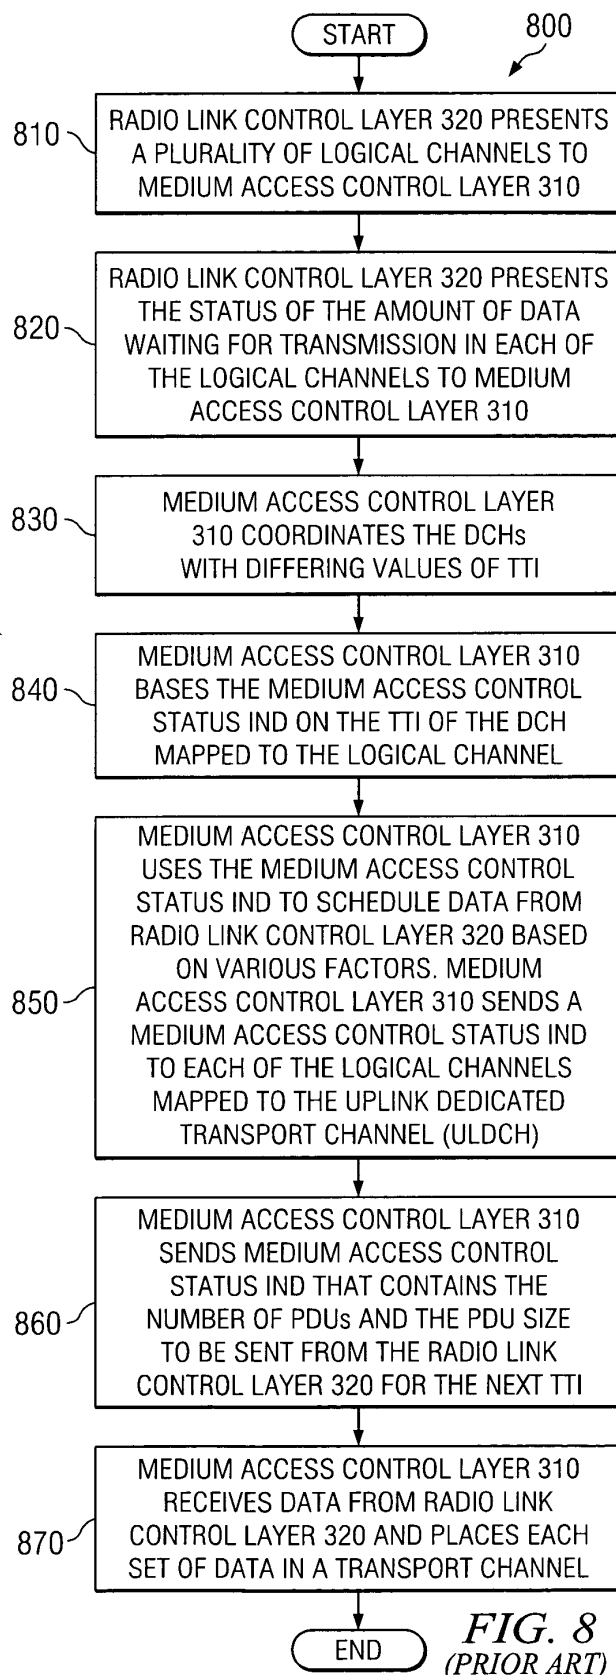 START
800
810
RADIO LINK CONTROL LAYER 320 PRESENTS
A PLURALITY OF LOGICAL CHANNELS TO
MEDIUM ACCESS CONTROL LAYER 310
820
RADIO LINK CONTROL LAYER 320 PRESENTS
THE STATUS OF THE AMOUNT OF DATA
WAITING FOR TRANSMISSION IN EACH OF
THE LOGICAL CHANNELS TO MEDIUM
ACCESS CONTROL LAYER 310
830
MEDIUM ACCESS CONTROL LAYER
310 COORDINATES THE DCHs
WITH DIFFERING VALUES OF TTI
840
MEDIUM ACCESS CONTROL LAYER 310
BASES THE MEDIUM ACCESS CONTROL
STATUS IND ON THE TTI OF THE DCH
MAPPED TO THE LOGICAL CHANNEL
850
MEDIUM ACCESS CONTROL LAYER 310
USES THE MEDIUM ACCESS CONTROL
STATUS IND TO SCHEDULE DATA FROM
RADIO LINK CONTROL LAYER 320 BASED
ON VARIOUS FACTORS. MEDIUM
ACCESS CONTROL LAYER 310 SENDS A
MEDIUM ACCESS CONTROL STATUS IND
TO EACH OF THE LOGICAL CHANNELS
MAPPED TO THE UPLINK DEDICATED
TRANSPORT CHANNEL (ULDCH)
860
MEDIUM ACCESS CONTROL LAYER 310
SENDS MEDIUM ACCESS CONTROL
STATUS IND THAT CONTAINS THE
NUMBER OF PDUs AND THE PDU SIZE
TO BE SENT FROM THE RADIO LINK
CONTROL LAYER 320 FOR THE NEXT TTI
870
MEDIUM ACCESS CONTROL LAYER 310
RECEIVES DATA FROM RADIO LINK
CONTROL LAYER 320 AND PLACES EACH
SET OF DATA IN A TRANSPORT CHANNEL
END
FIG. 8
(PRIOR ART)